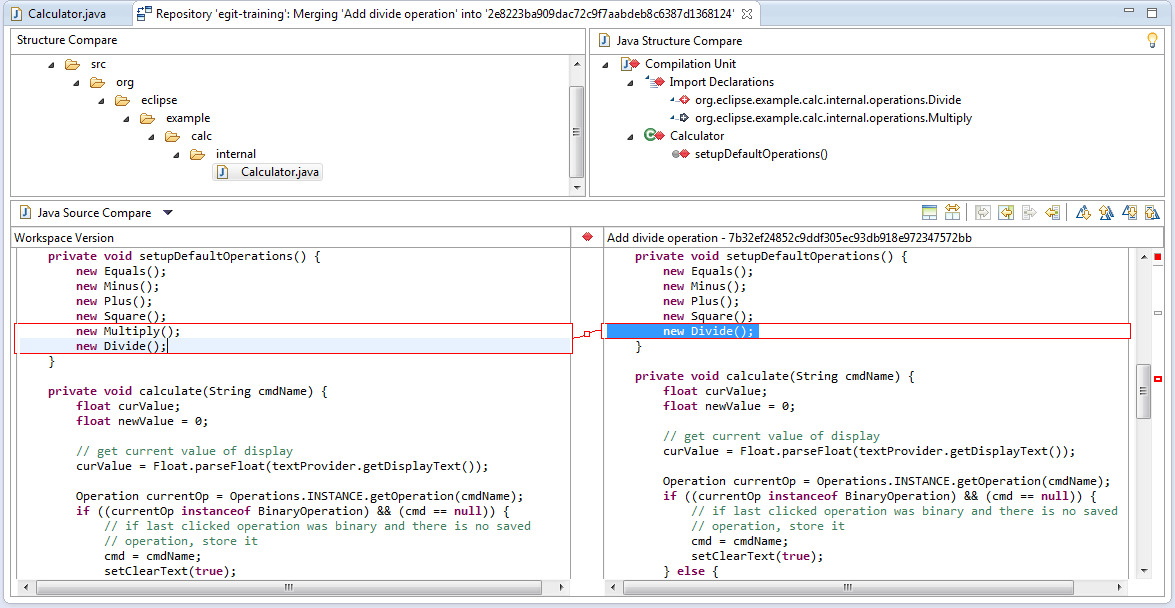 Calculator.java
Repository 'egit-training': Merging 'Add divide operation' into '2e8223ba909dac72c9f7aabdeb8c6387d1368124'
Structure Compare
src
org
eclipse
example
calc
internal
Calculator.java
Java Structure Compare
Compilation Unit
Import Declarations
org.eclipse.example.calc.internal.operations.Divide
org.eclipse.example.calc.internal.operations.Multiply
Calculator
setupDefaultOperations()
Java Source Compare
Workspace Version
private void setupDefaultOperations() {
new Equals();
new Minus();
new Plus();
new Square();
new Multiply();
new Divide();
}
private void calculate(String cmdName) {
float curValue;
float newValue = 0;
// get current value of display
curValue = Float.parseFloat(textProvider.getDisplayText());
Operation currentOp = Operations.INSTANCE.getOperation(cmdName);
if ((currentOp instanceof BinaryOperation) && (cmd == null)) {
// if last clicked operation was binary and there is no saved
// operation, store it
cmd = cmdName;
setClearText(true);
Add divide operation - 7b32ef24852c9ddf305ec93db918e972347572bb
private void setupDefaultOperations() {
new Equals();
new Minus();
new Plus();
new Square();
new Divide();
}
private void calculate(String cmdName) {
float curValue;
float newValue = 0;
// get current value of display
curValue = Float.parseFloat(textProvider.getDisplayText());
Operation currentOp = Operations.INSTANCE.getOperation(cmdName);
if ((currentOp instanceof BinaryOperation) && (cmd == null)) {
// if last clicked operation was binary and there is no saved
// operation, store it
cmd = cmdName;
setClearText(true);
} else {